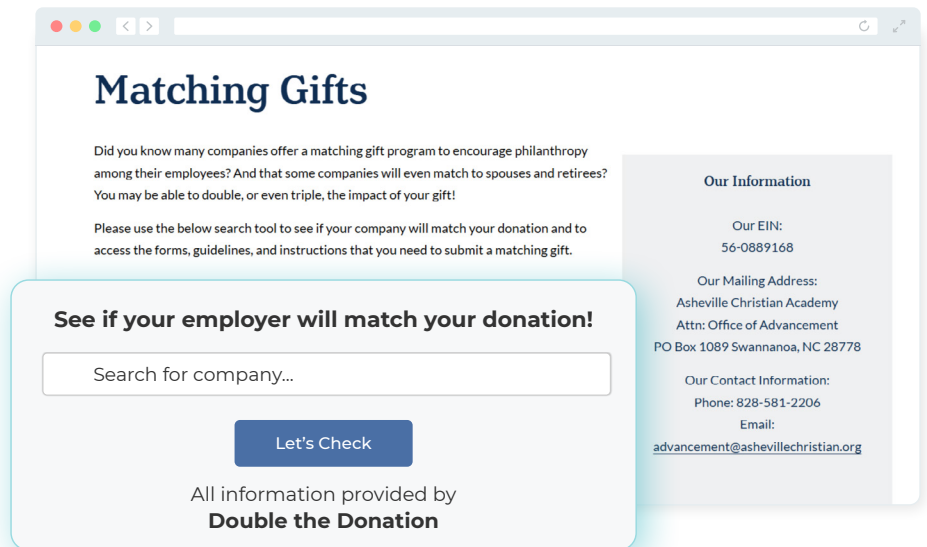 Matching Gifts
Did you know many companies offer a matching gift program to encourage philanthropy
among their employees? And that some companies will even match to spouses and retirees?
You may be able to double, or even triple, the impact of your gift!
Please use the below search tool to see if your company will match your donation and to
access the forms, guidelines, and instructions that you need to submit a matching gift.
See if your employer will match your donation!
Search for company...
Let's Check
All information provided by
Double the Donation
Our Information
Our EIN:
56-0889168
Our Mailing Address:
Asheville Christian Academy
Attn: Office of Advancement
PO Box 1089 Swannanoa, NC 28778
Our Contact Information:
Phone: 828-581-2206
Email:
advancement@ashevillechristian.org